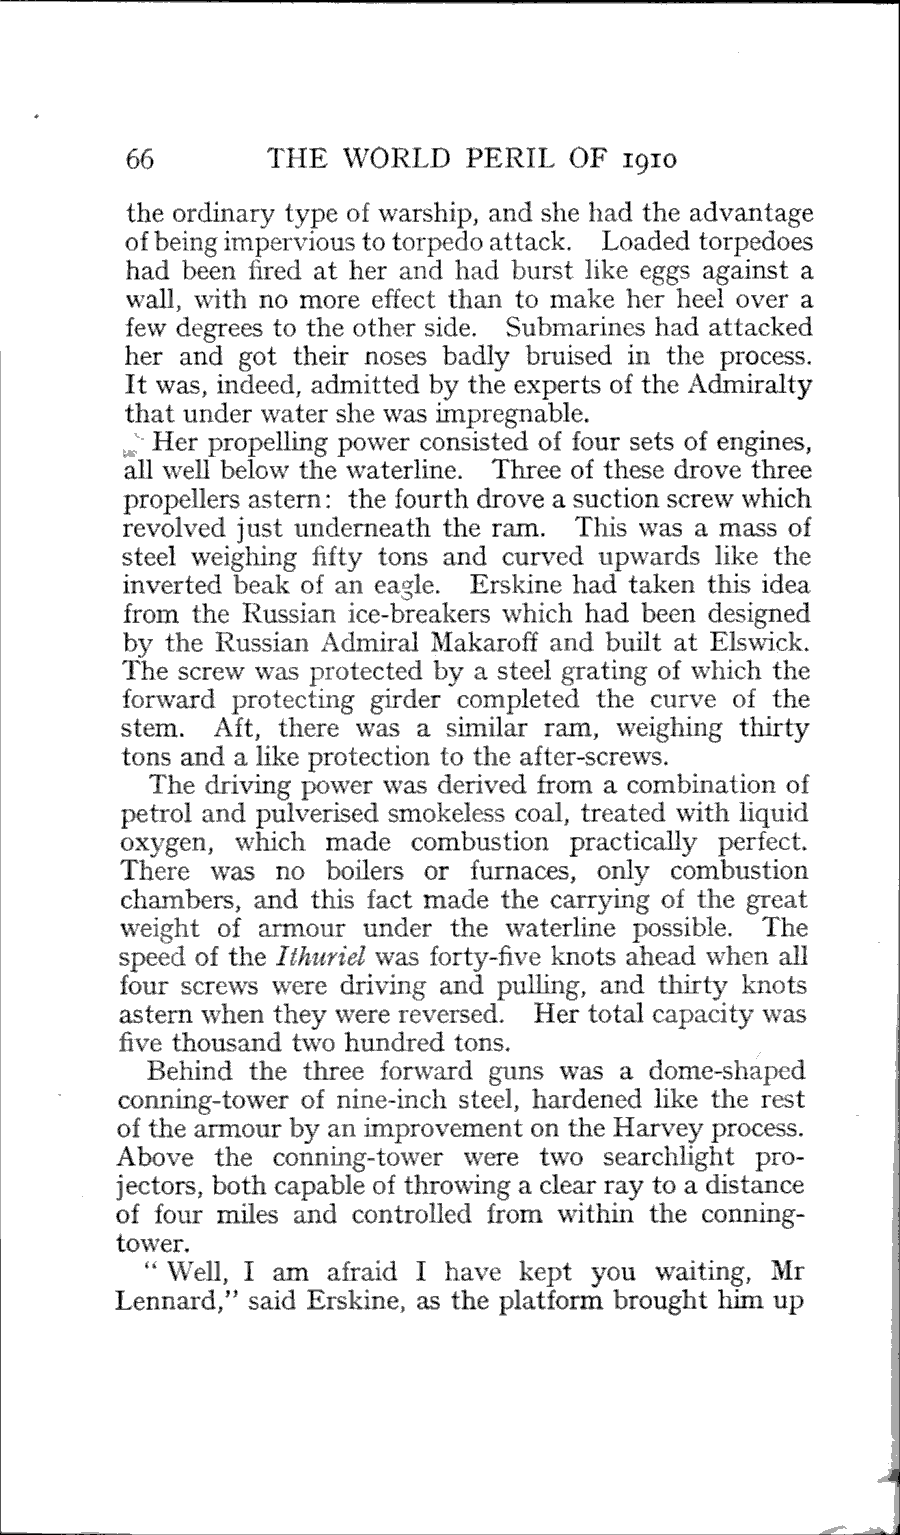 66 THE WORLD PERIL OF 1910
the ordinary type of warship, and she had the advantage
of being impervious to torpedo attack. Loaded torpedoes
had been fired at her and had burst like eggs against a
wall, with no more effect than to make her heel over a
few degrees to the other side. Submarines had attacked
her and got their noses badly bruised in the process.
It was, indeed, admitted by the experts of the Admiralty
that under water she was impregnable.
Her propelling power consisted of four sets of engines,
all well below the waterline. Three of these drove three
propellers astern: the fourth drove a suction screw which
revolved just underneath the ram. This was a mass of
steel weighing fifty tons and curved upwards like the
inverted beak of an eagle. Erskine had taken this idea
from the Russian ice-breakers which had been designed
by the Russian Admiral Makaroff and built at Elswick.
The screw was protected by a steel grating of which the
forward protecting girder completed the curve of the
stem. Aft, there was a similar ram, weighing thirty
tons and a like protection to the after-screws.
The driving power was derived from a combination of
petrol and pulverised smokeless coal, treated with liquid
oxygen, which made combustion practically perfect.
There was no boilers or furnaces, only combustion
chambers, and this fact made the carrying of the great
weight of armour under the waterline possible. The
speed of the Ithuriel was forty-five knots ahead when all
four screws were driving and pulling, and thirty knots
astern when they were reversed. Her total capacity was
five thousand two hundred tons.
Behind the three forward guns was a dome-shaped
conning-tower of nine-inch steel, hardened like the rest
of the armour by an improvement on the Harvey process.
Above the conning-tower were two searchlight pro-
jectors, both capable of throwing a clear ray to a distance
of four miles and controlled from within the conning-
tower.
" Well, I am afraid I have kept you waiting, Mr
Lennard," said Erskine, as the platform brought him up